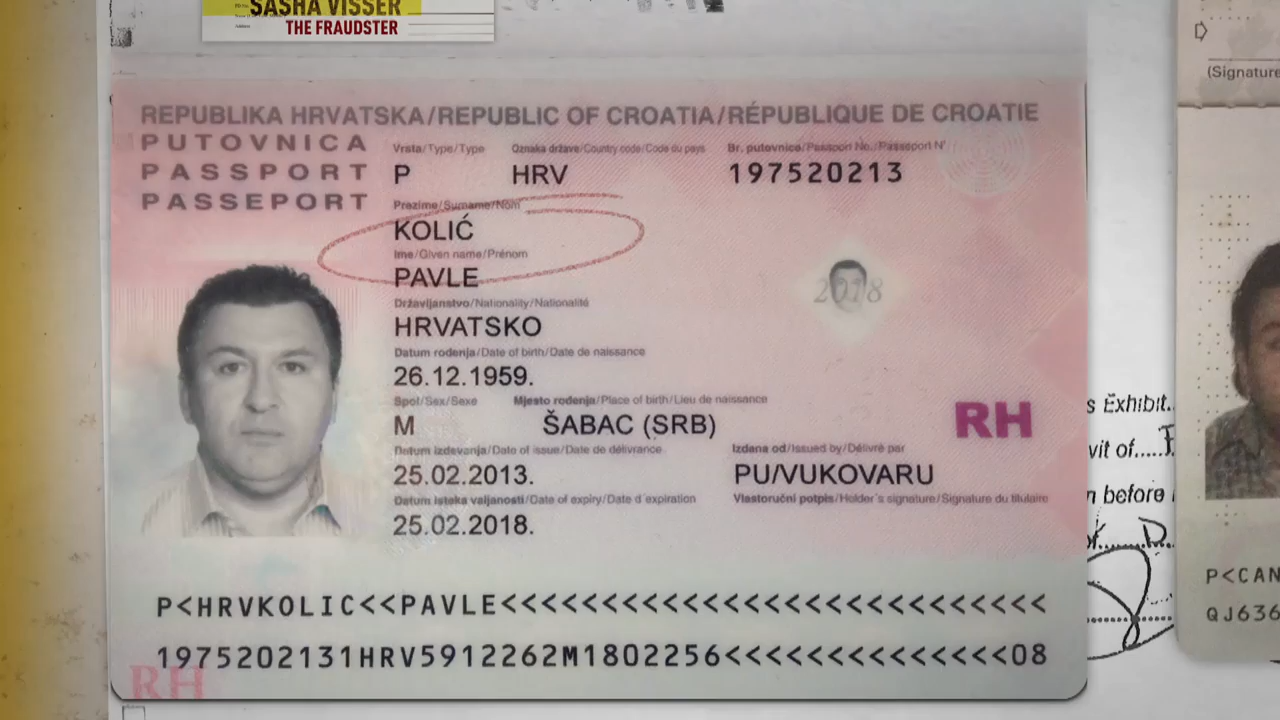 SASHA VISSER
THE FRAUDSTER
REPUBLIKA HRVATSKA/REPUBLIC OF CROATIA/RÉPUBLIQUE DE CROATIE
PUTOVNICA
PASSPORT
PASSEPORT
Vrsta/Type/Type Oznaka države/Country code/Code du pays Br. putovnice/Passport No./Passeport N°
P HRV 197520213
Prezime/Surname/Nom
KOLIĆ
Ime/Given name/Prénom
PAVLE
2018
Državljanstvo/Nationality/Nationalité
HRVATSKO
Datum rođenja/Date of birth/Date de naissance
26.12.1959.
Spol/Sex/Sexe Mjesto rođenja/Place of birth/Lieu de naissance
M ŠABAC (SRB)
RH
Datum izdavanja/Date of issue/Date de délivrance Izdana od/Issued by/Délivré par
25.02.2013. PU/VUKOVARU
Datum isteka valjanosti/Date of expiry/Date d'expiration Vlastoručni potpis/Holder's signature/Signature du titulaire
25.02.2018.
P<HRVKOLIC<<PAVLE<<<<<<<<<<<<<<<<<<<<<<<<<<<
1975202131HRV5912262M1802256<<<<<<<<<<<<<<08
RH
s Exhibit.
vit of.....
n before
(Signature
P<CAN
QJ636